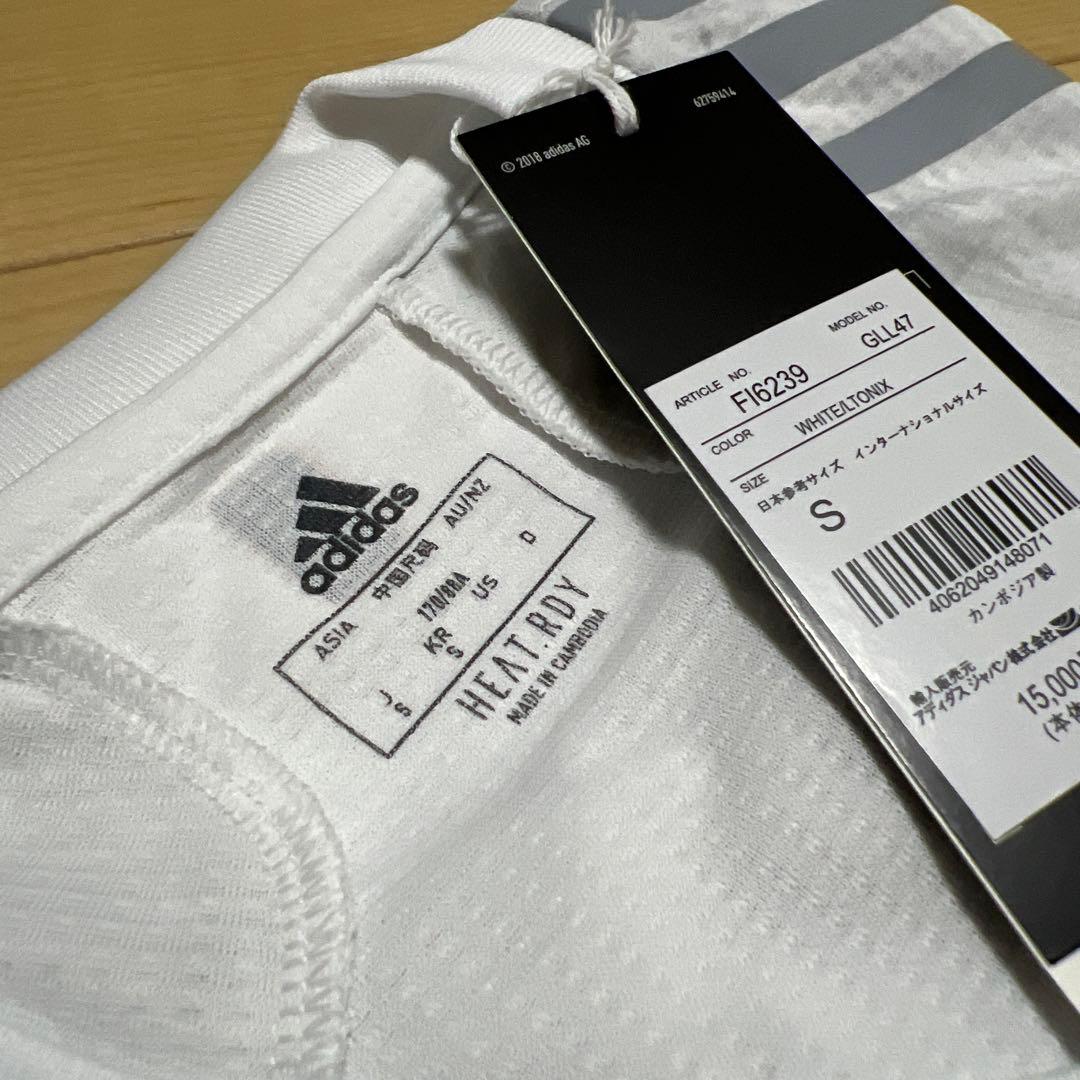 © 2018 adidas AG
62759414
ARTICLE NO.
MODEL NO.
FI6239
GLL47
COLOR
WHITE/LTONIX
SIZE
日本参考サイズ インターナショナルサイズ
S
4062049148071
カンボジア製
輸入販売元
アディダス ジャパン株式会社
15,000
(本体
adidas
ASIA 中国尺码 AU/NZ
170/88A
KR US D
J S
S
HEAT.RDY
MADE IN CAMBODIA